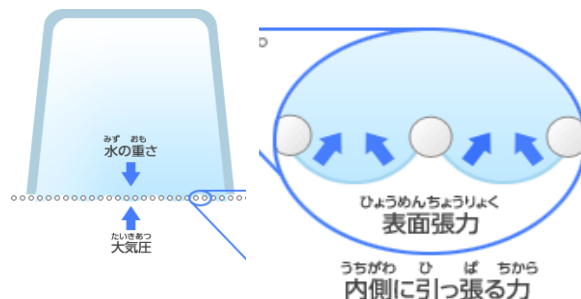 みず おも
水の重さ
たいきあつ
大気圧
ひょうめんちょうりょく
表面張力
うちがわ ひ ぱ ちから
内側に引っ張る力